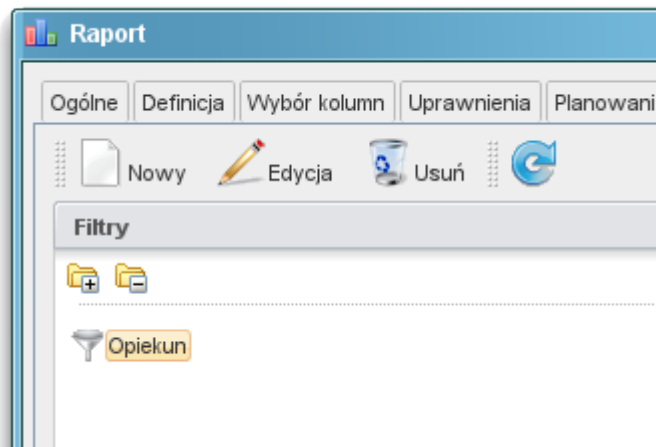 Raport
Ogólne Definicja Wybór kolumn Uprawnienia Planowani
Nowy Edycja Usuń
Filtry
Opiekun